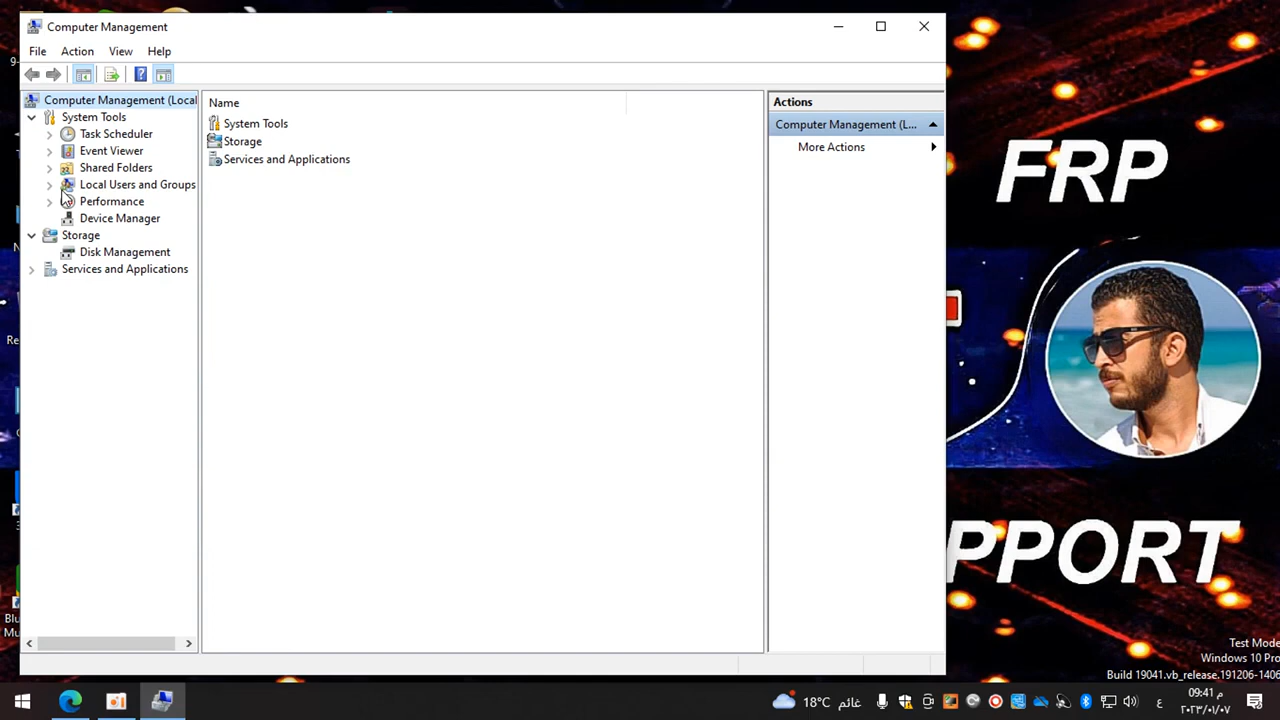 Computer Management
File Action View Help
Computer Management (Local
System Tools
Task Scheduler
Event Viewer
Shared Folders
Local Users and Groups
Performance
Device Manager
Storage
Disk Management
Services and Applications
Name
System Tools
Storage
Services and Applications
Actions
Computer Management (L...
More Actions
FRP
PPORT
Test Mode
Windows 10 Pro
Build 19041.vb_release.191206-1406
18°C غائم
ع
09:41 م
٢٠٢٣/٠١/٠٧